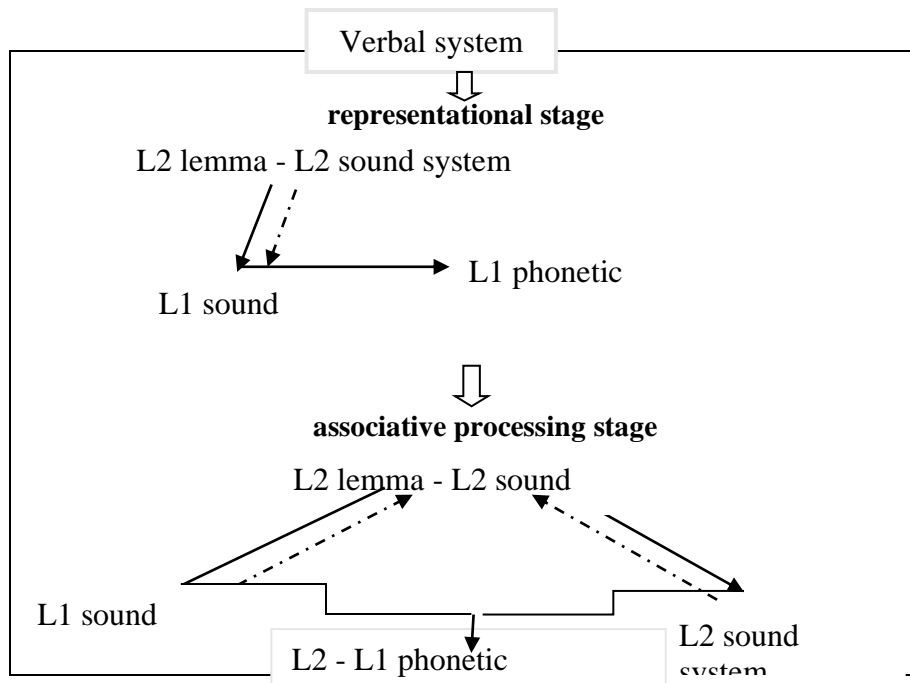 Verbal system
representational stage
L2 lemma - L2 sound system
L1 phonetic
L1 sound
associative processing stage
L2 lemma - L2 sound
L1 sound
L2 sound
system
L2 - L1 phonetic